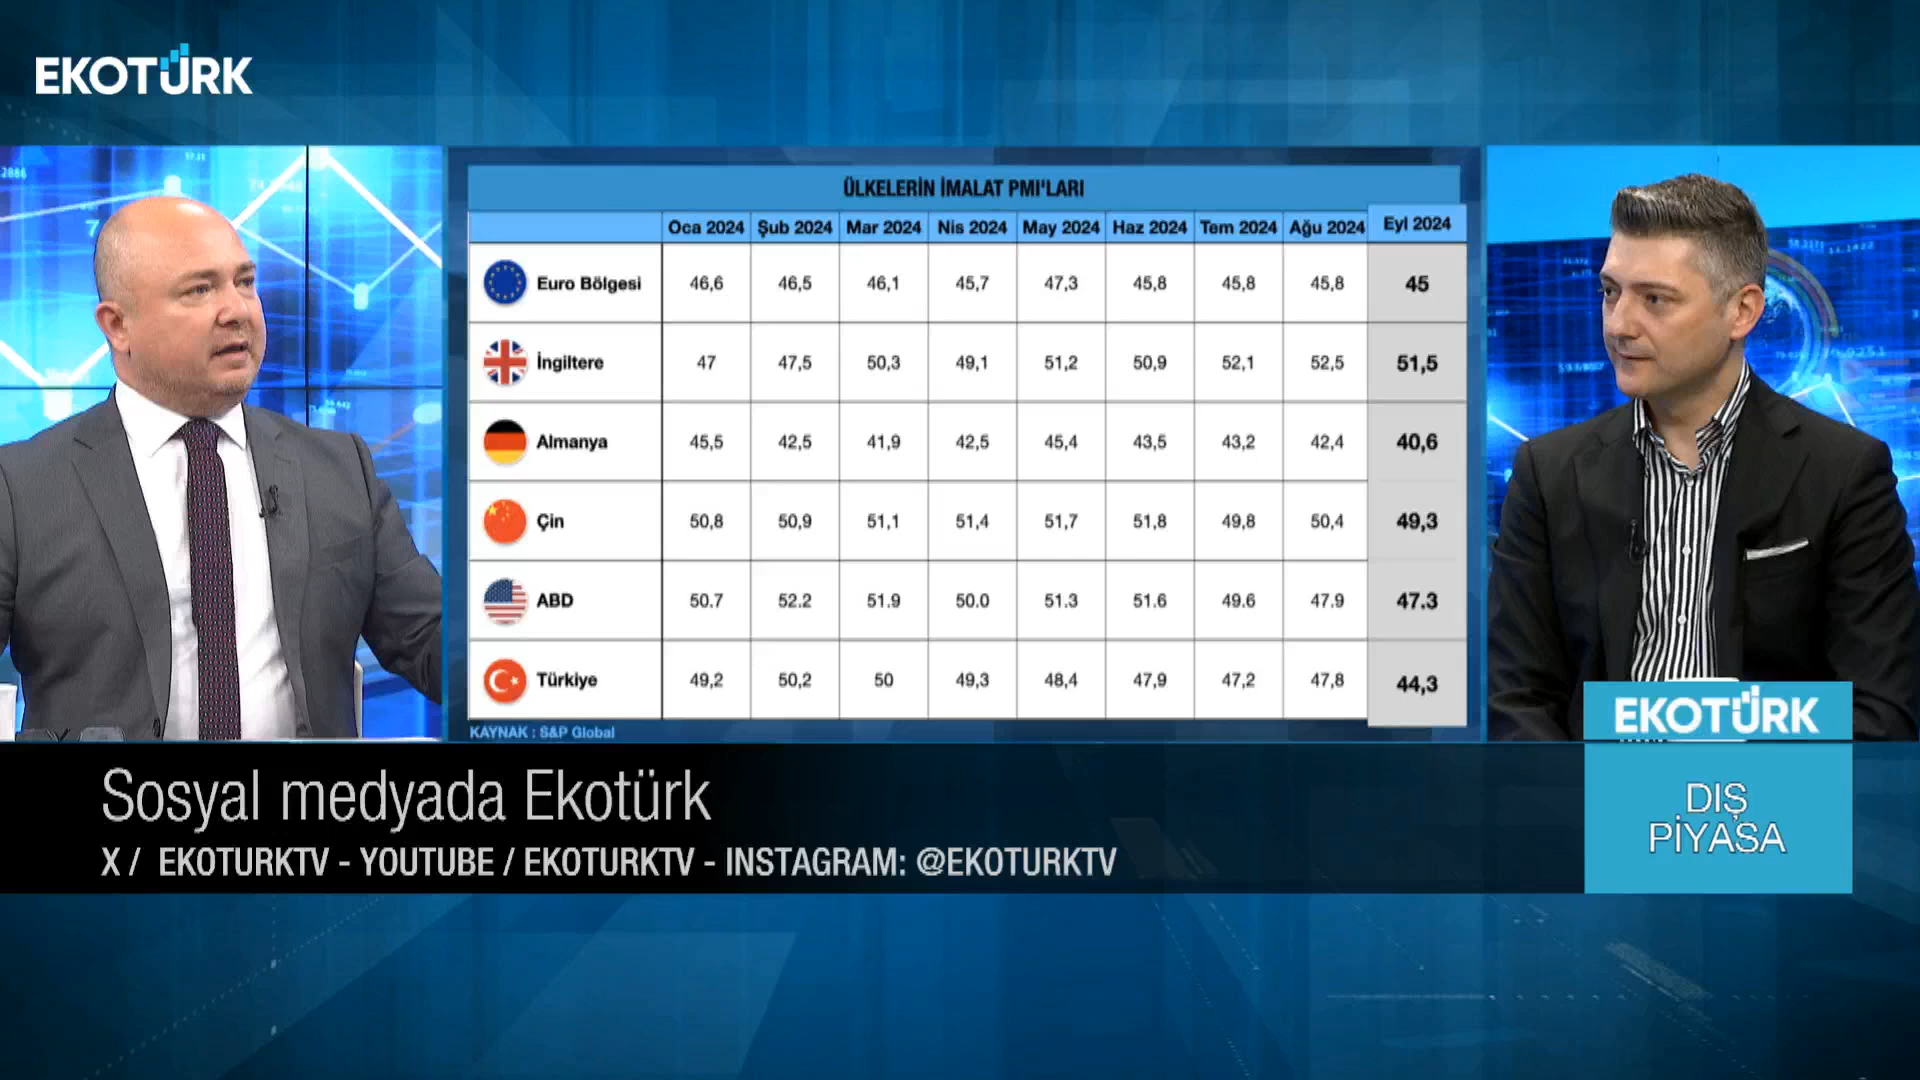 EKOTÜRK
ÜLKELERİN İMALAT PMI'LARI
Oca 2024 Şub 2024 Mar 2024 Nis 2024 May 2024 Haz 2024 Tem 2024 Ağu 2024 Eyl 2024
Euro Bölgesi 46,6 46,5 46,1 45,7 47,3 45,8 45,8 45,8 45
İngiltere 47 47,5 50,3 49,1 51,2 50,9 52,1 52,5 51,5
Almanya 45,5 42,5 41,9 42,5 45,4 43,5 43,2 42,4 40,6
Çin 50,8 50,9 51,1 51,4 51,7 51,8 49,8 50,4 49,3
ABD 50.7 52.2 51.9 50.0 51.3 51.6 49.6 47.9 47.3
Türkiye 49,2 50,2 50 49,3 48,4 47,9 47,2 47,8 44,3
KAYNAK : S&P Global
EKOTÜRK
DIŞ
PİYASA
Sosyal medyada Ekotürk
X / EKOTURKTV - YOUTUBE / EKOTURKTV - INSTAGRAM: @EKOTURKTV